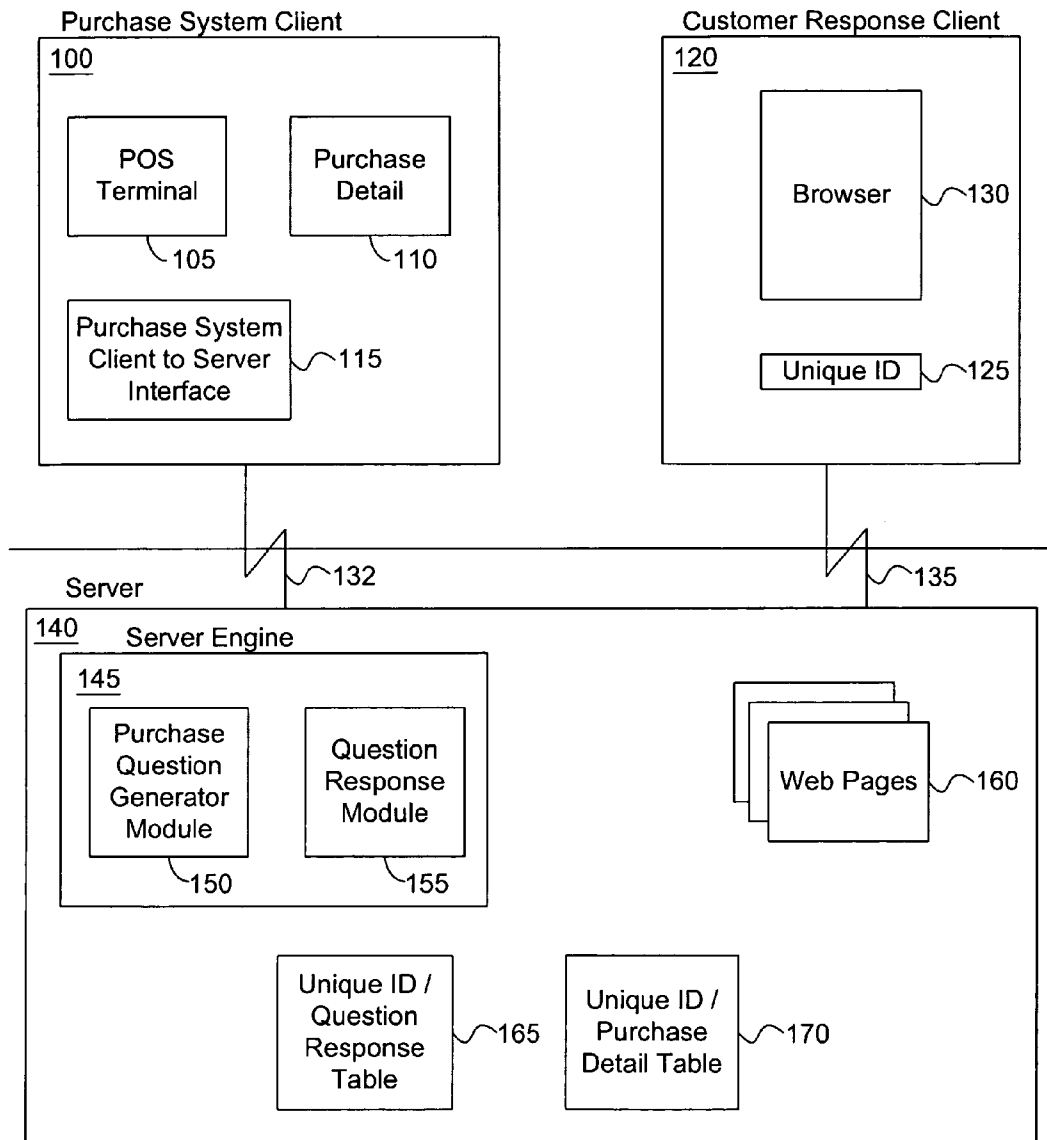 Purchase System Client
100
POS
Terminal
105
Purchase
Detail
110
Purchase System
Client to Server
Interface
115
Customer Response Client
120
Browser
130
Unique ID
125
132
135
Server
140
Server Engine
145
Purchase
Question
Generator
Module
150
Question
Response
Module
155
Web Pages
160
Unique ID /
Question
Response
Table
165
Unique ID /
Purchase
Detail Table
170